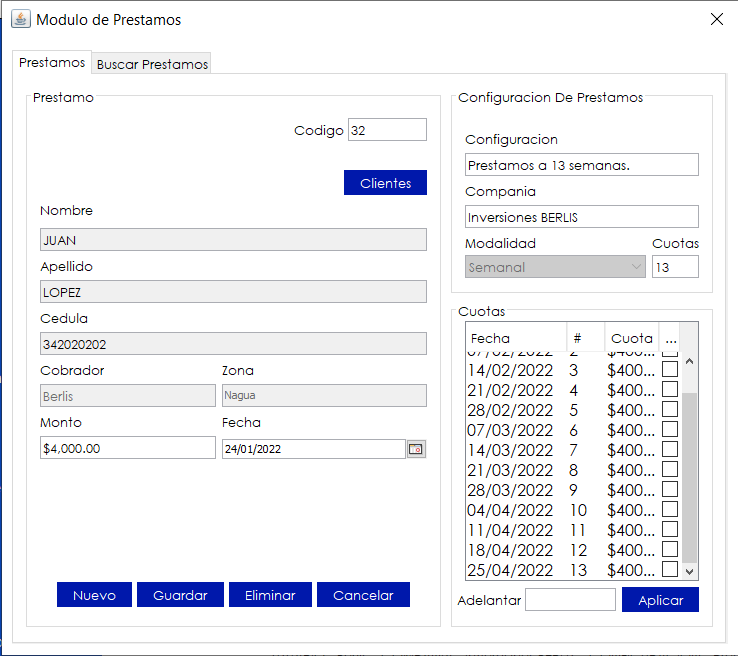 Modulo de Prestamos
Prestamos
Buscar Prestamos
Prestamo
Codigo 32
Clientes
Nombre
JUAN
Apellido
LOPEZ
Cedula
342020202
Cobrador Zona
Berlis Nagua
Monto Fecha
$4,000.00 24/01/2022
Nuevo Guardar Eliminar Cancelar
Configuracion De Prestamos
Configuracion
Prestamos a 13 semanas.
Compania
Inversiones BERLIS
Modalidad Cuotas
Semanal 13
Cuotas
Fecha # Cuota ...
07/02/2022 2 $400...
14/02/2022 3 $400...
21/02/2022 4 $400...
28/02/2022 5 $400...
07/03/2022 6 $400...
14/03/2022 7 $400...
21/03/2022 8 $400...
28/03/2022 9 $400...
04/04/2022 10 $400...
11/04/2022 11 $400...
18/04/2022 12 $400...
25/04/2022 13 $400...
Adelantar Aplicar